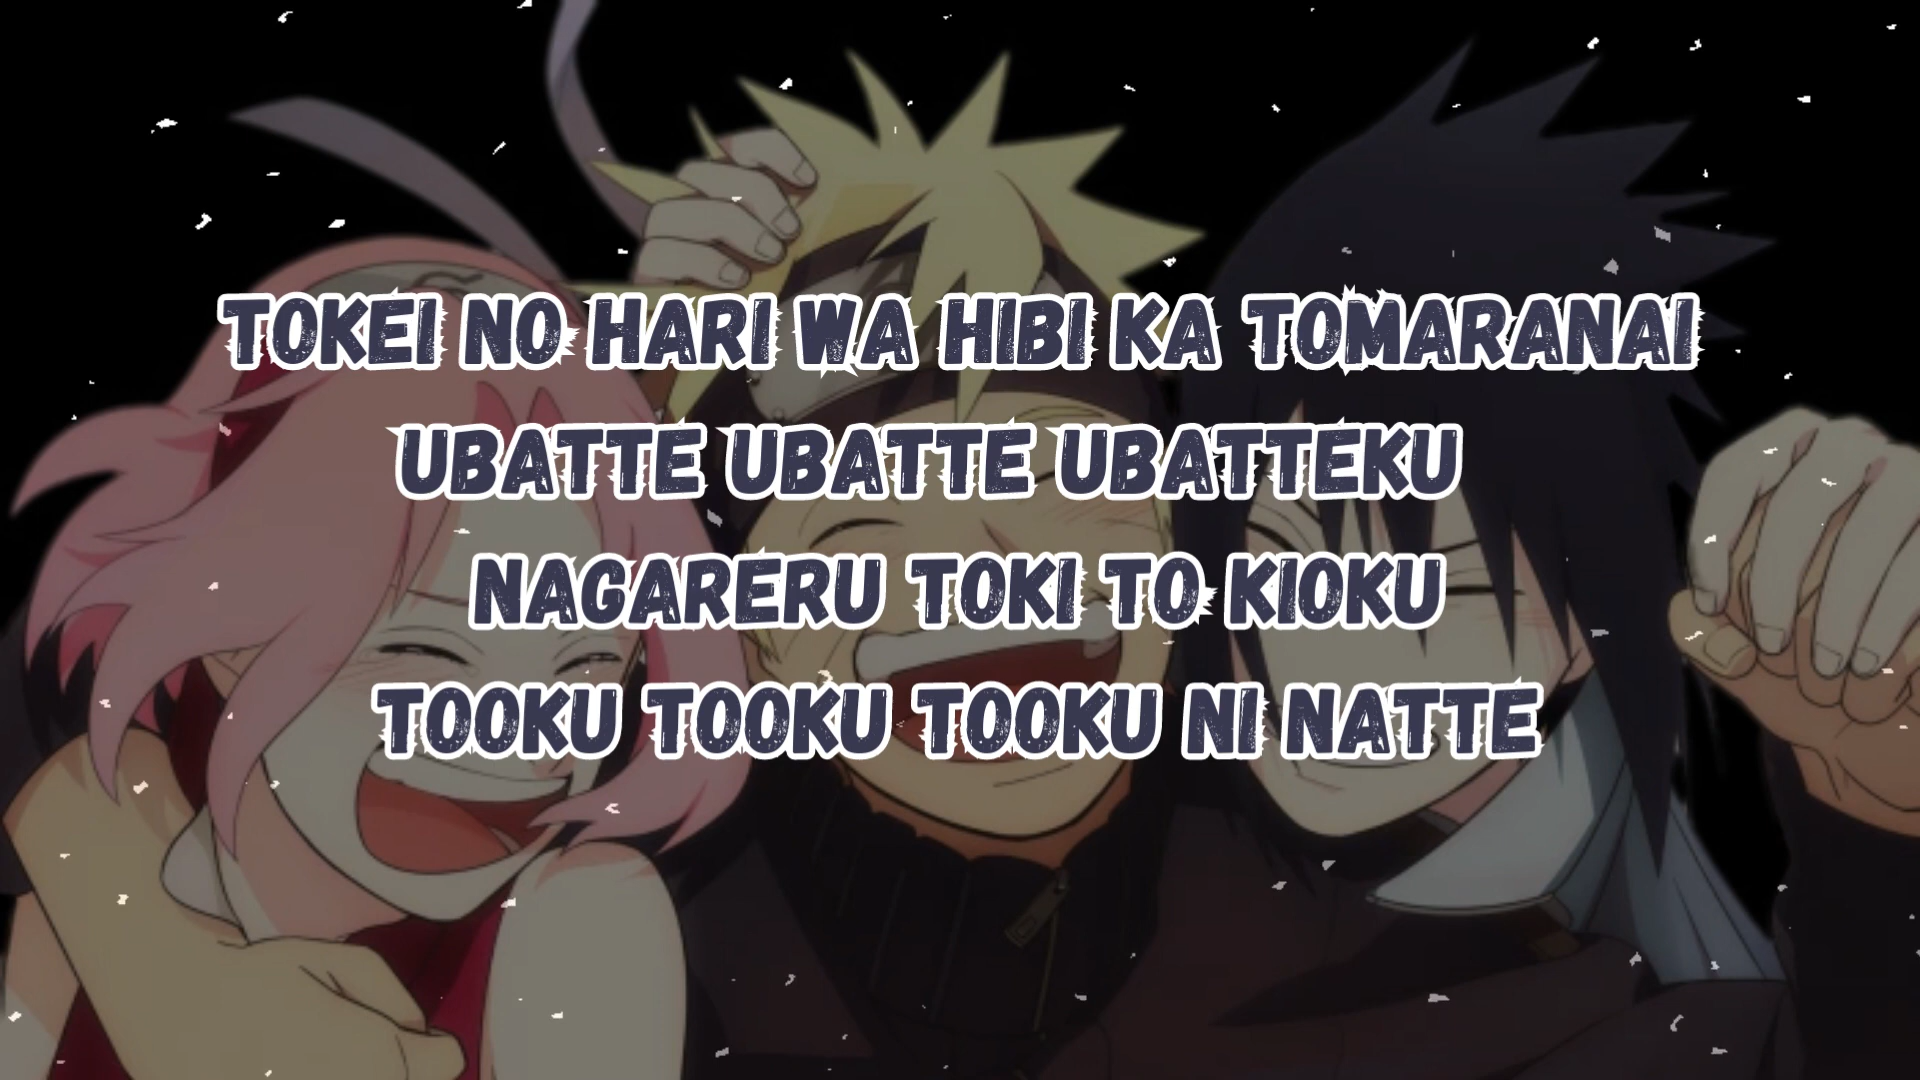 TOKEI NO HARI WA HIBI KA TOMARANAI
UBATTE UBATTE UBATTEKU
NAGARERU TOKI TO KIOKU
TOOKU TOOKU TOOKU NI NATTE